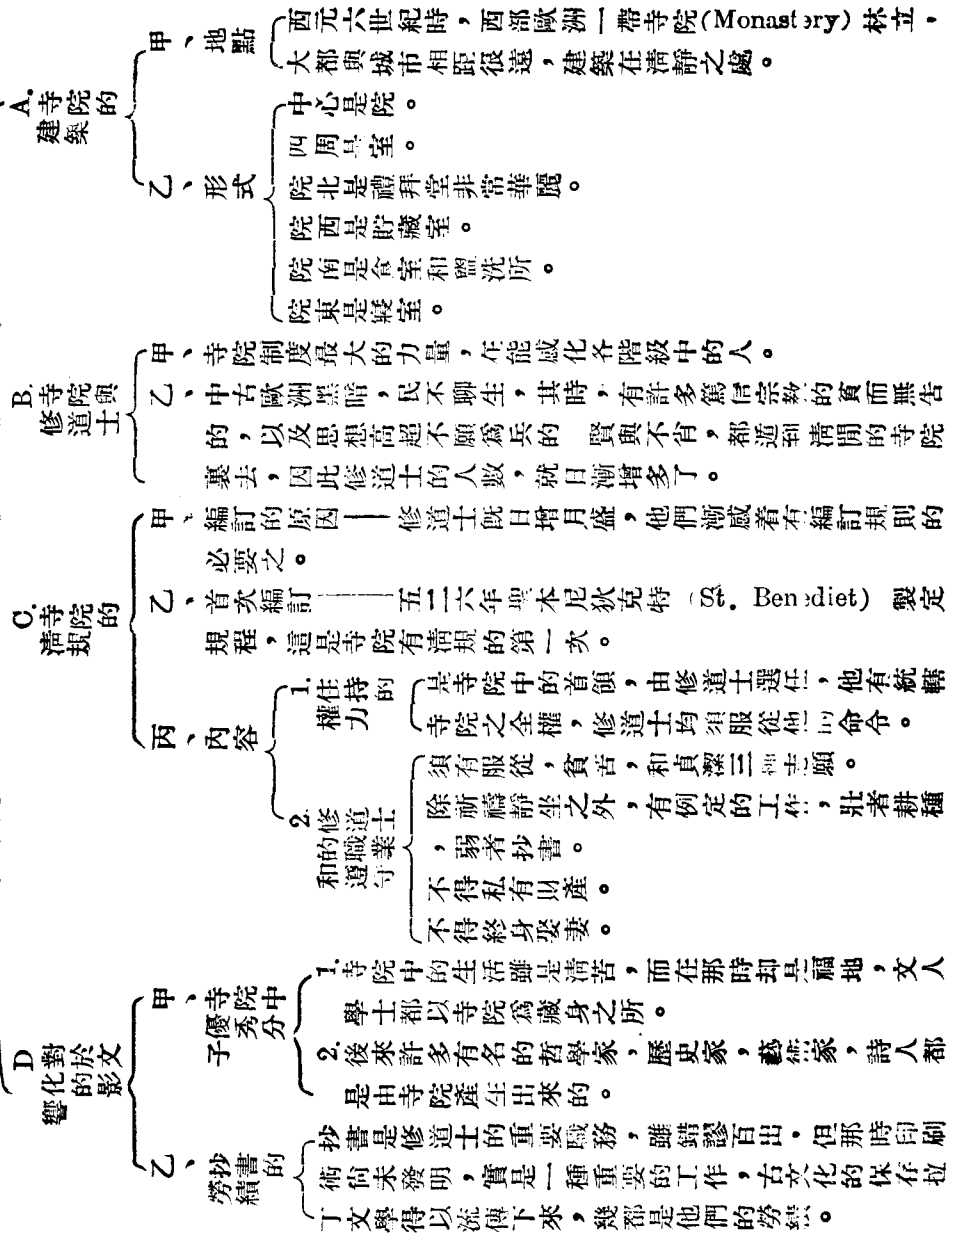 A.
寺院的
建築
甲、地點
西元六世紀時，西部歐洲一帶寺院(Monastery)林立，
大都與城市相距很遠，建築在清靜之處。
乙、形式
中心是院。
四周是室。
院北是禮拜堂非常華麗。
院西是貯藏室。
院南是食室和盥洗所。
院東是寢室。
B.
寺院與
修道士
甲、寺院制度最大的力量，在能感化各階級中的人。
乙、中古歐洲黑暗，民不聊生，其時，有許多篤信宗教的貧而無告
的，以及思想高超不願爲兵的 賢與不肖，都遁到清閒的寺院
裏去，因此修道士的人數，就日漸增多了。
C.
寺院的
清規
甲、編訂的原因——修道士既日增月盛，他們漸感着有編訂規則的
必要之。
乙、首次編訂——五二六年聖本尼狄克特(St. Benediet)製定
規程，這是寺院有清規的第一次。
丙、內容
1.
住持的
權力
是寺院中的首領，由修道士選任，他有統轄
寺院之全權，修道士均須服從他的命令。
2.
修道士
的職業
和遵守
須有服從，貧苦，和貞潔三種志願。
除祈禱靜坐之外，有例定的工作，壯者耕種
，弱者抄書。
不得私有財產。
不得終身娶妻。
D
對於文
化的影
響
甲、寺院中
優秀分
子
1.寺院中的生活雖是清苦，而在那時却是福地，文人
學士都以寺院爲藏身之所。
2.後來許多有名的哲學家，歷史家，藝術家，詩人都
是由寺院產生出來的。
乙、抄書的
勞績
抄書是修道士的重要職務，雖錯謬百出，但那時印刷
術尚未發明，實是一種重要的工作，古文化的保存拉
丁文學得以流傳下來，幾都是他們的勞績。